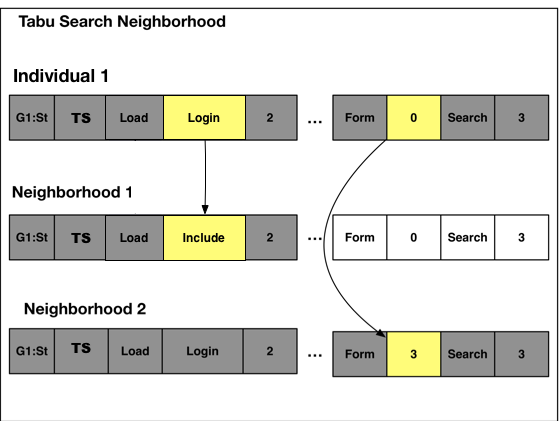 Tabu Search Neighborhood
Individual 1
G1:St TS Load Login 2 ... Form 0 Search 3
Neighborhood 1
G1:St TS Load Include 2 ... Form 0 Search 3
Neighborhood 2
G1:St TS Load Login 2 ... Form 3 Search 3